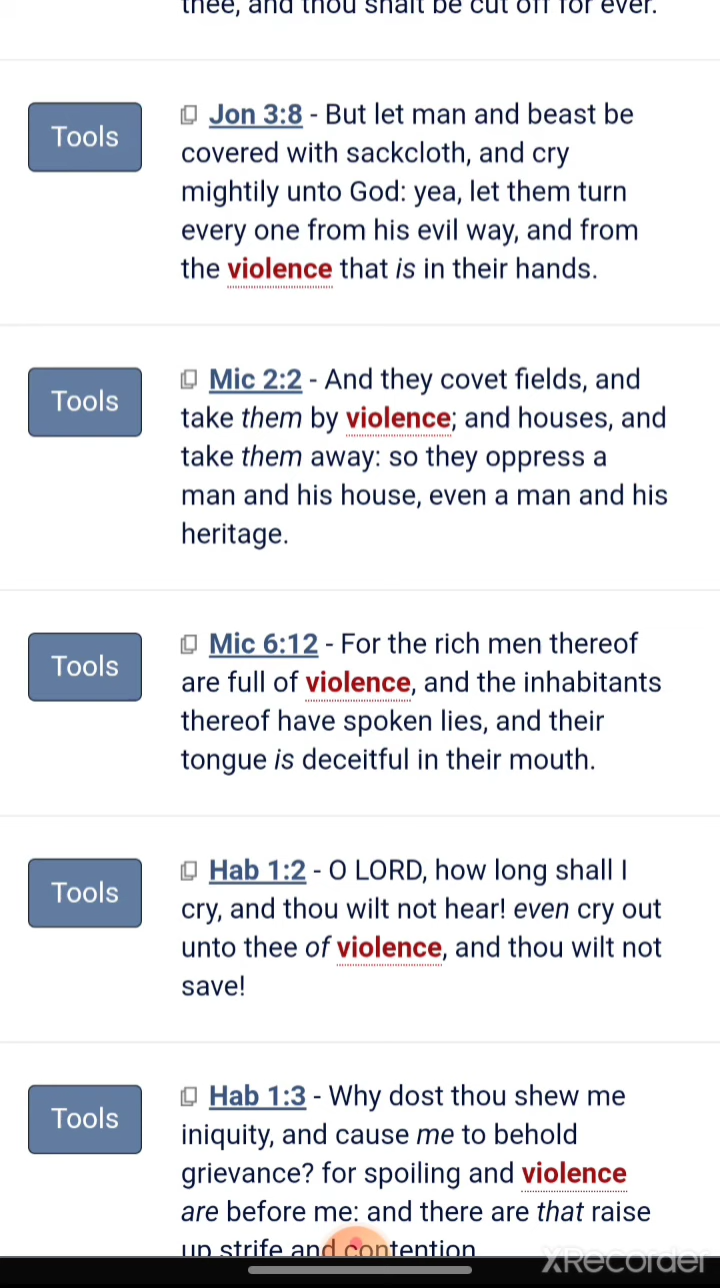 thee, and thou shalt be cut off for ever.
Tools
Jon 3:8 - But let man and beast be
covered with sackcloth, and cry
mightily unto God: yea, let them turn
every one from his evil way, and from
the violence that is in their hands.
Tools
Mic 2:2 - And they covet fields, and
take them by violence; and houses, and
take them away: so they oppress a
man and his house, even a man and his
heritage.
Tools
Mic 6:12 - For the rich men thereof
are full of violence, and the inhabitants
thereof have spoken lies, and their
tongue is deceitful in their mouth.
Tools
Hab 1:2 - O LORD, how long shall I
cry, and thou wilt not hear! even cry out
unto thee of violence, and thou wilt not
save!
Tools
Hab 1:3 - Why dost thou shew me
iniquity, and cause me to behold
grievance? for spoiling and violence
are before me: and there are that raise
up strife and contention
XRecorder